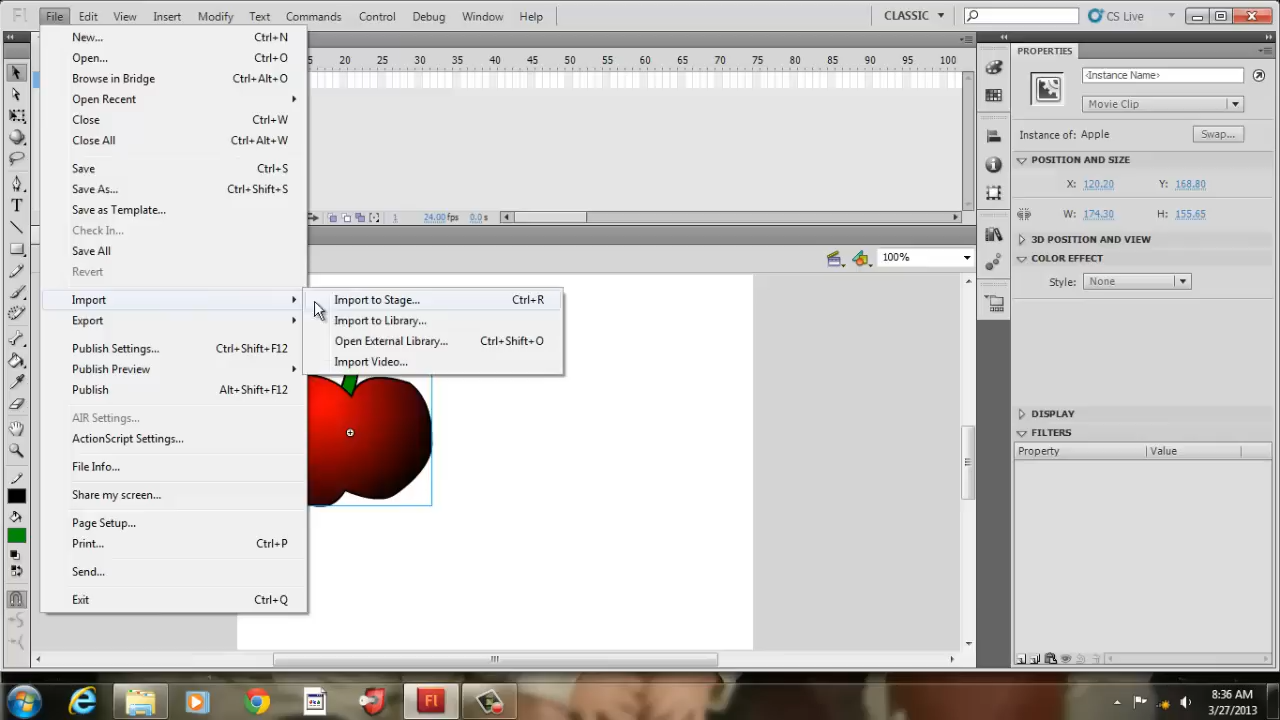 Fl File Edit View Insert Modify Text Commands Control Debug Window Help CLASSIC CS Live
New... Ctrl+N
Open... Ctrl+O
Browse in Bridge Ctrl+Alt+O
Open Recent
Close Ctrl+W
Close All Ctrl+Alt+W
Save Ctrl+S
Save As... Ctrl+Shift+S
Save as Template...
Check In...
Save All
Revert
Import
Export
Publish Settings... Ctrl+Shift+F12
Publish Preview
Publish Alt+Shift+F12
AIR Settings...
ActionScript Settings...
File Info...
Share my screen...
Page Setup...
Print... Ctrl+P
Send...
Exit Ctrl+Q
Import to Stage... Ctrl+R
Import to Library...
Open External Library... Ctrl+Shift+O
Import Video...
15 20 25 30 35 40 45 50 55 60 65 70 75 80 85 90 95 100
1 24.00 fps 0.0 s
100%
PROPERTIES
<Instance Name>
Movie Clip
Instance of: Apple Swap...
POSITION AND SIZE
X: 120.20 Y: 168.80
W: 174.30 H: 155.65
3D POSITION AND VIEW
COLOR EFFECT
Style: None
DISPLAY
FILTERS
Property Value
Fl
8:36 AM
3/27/2013